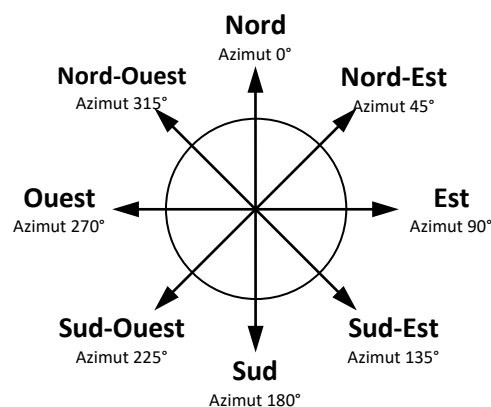 Nord
Azimut 0°
Nord-Ouest
Azimut 315°
Nord-Est
Azimut 45°
Ouest
Azimut 270°
Est
Azimut 90°
Sud-Ouest
Azimut 225°
Sud-Est
Azimut 135°
Sud
Azimut 180°